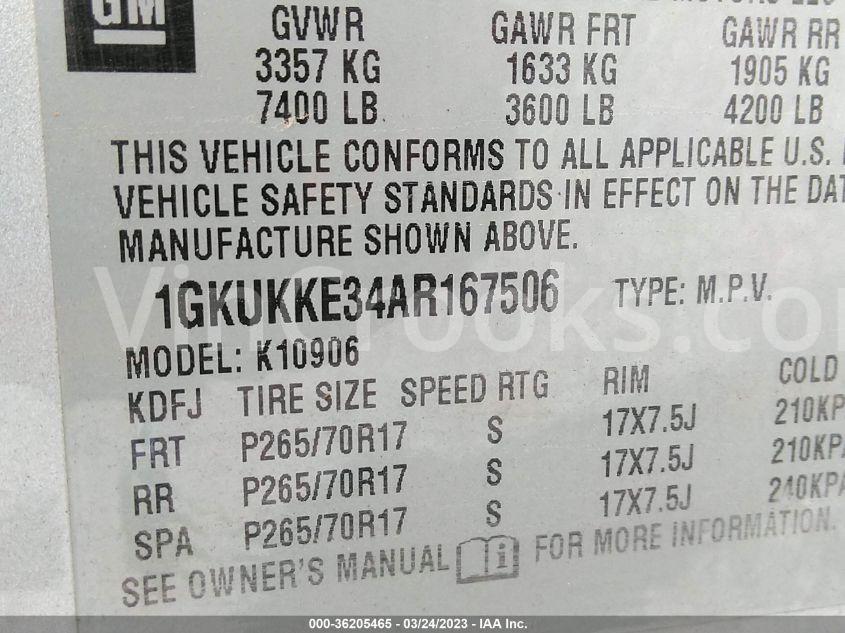 GM
GVWR GAWR FRT GAWR RR
3357 KG 1633 KG 1905 KG
7400 LB 3600 LB 4200 LB
THIS VEHICLE CONFORMS TO ALL APPLICABLE U.S.
VEHICLE SAFETY STANDARDS IN EFFECT ON THE DAT
MANUFACTURE SHOWN ABOVE.
1GKUKKE34AR167506 TYPE: M.P.V.
VinCrooks.com
MODEL: K10906
KDFJ TIRE SIZE SPEED RTG RIM COLD
FRT P265/70R17 S 17X7.5J 210KP
RR P265/70R17 S 17X7.5J 210KPA
SPA P265/70R17 S 17X7.5J 240KPA
SEE OWNER'S MANUAL i FOR MORE INFORMATION.
000-36205465 - 03/24/2023 - IAA Inc.